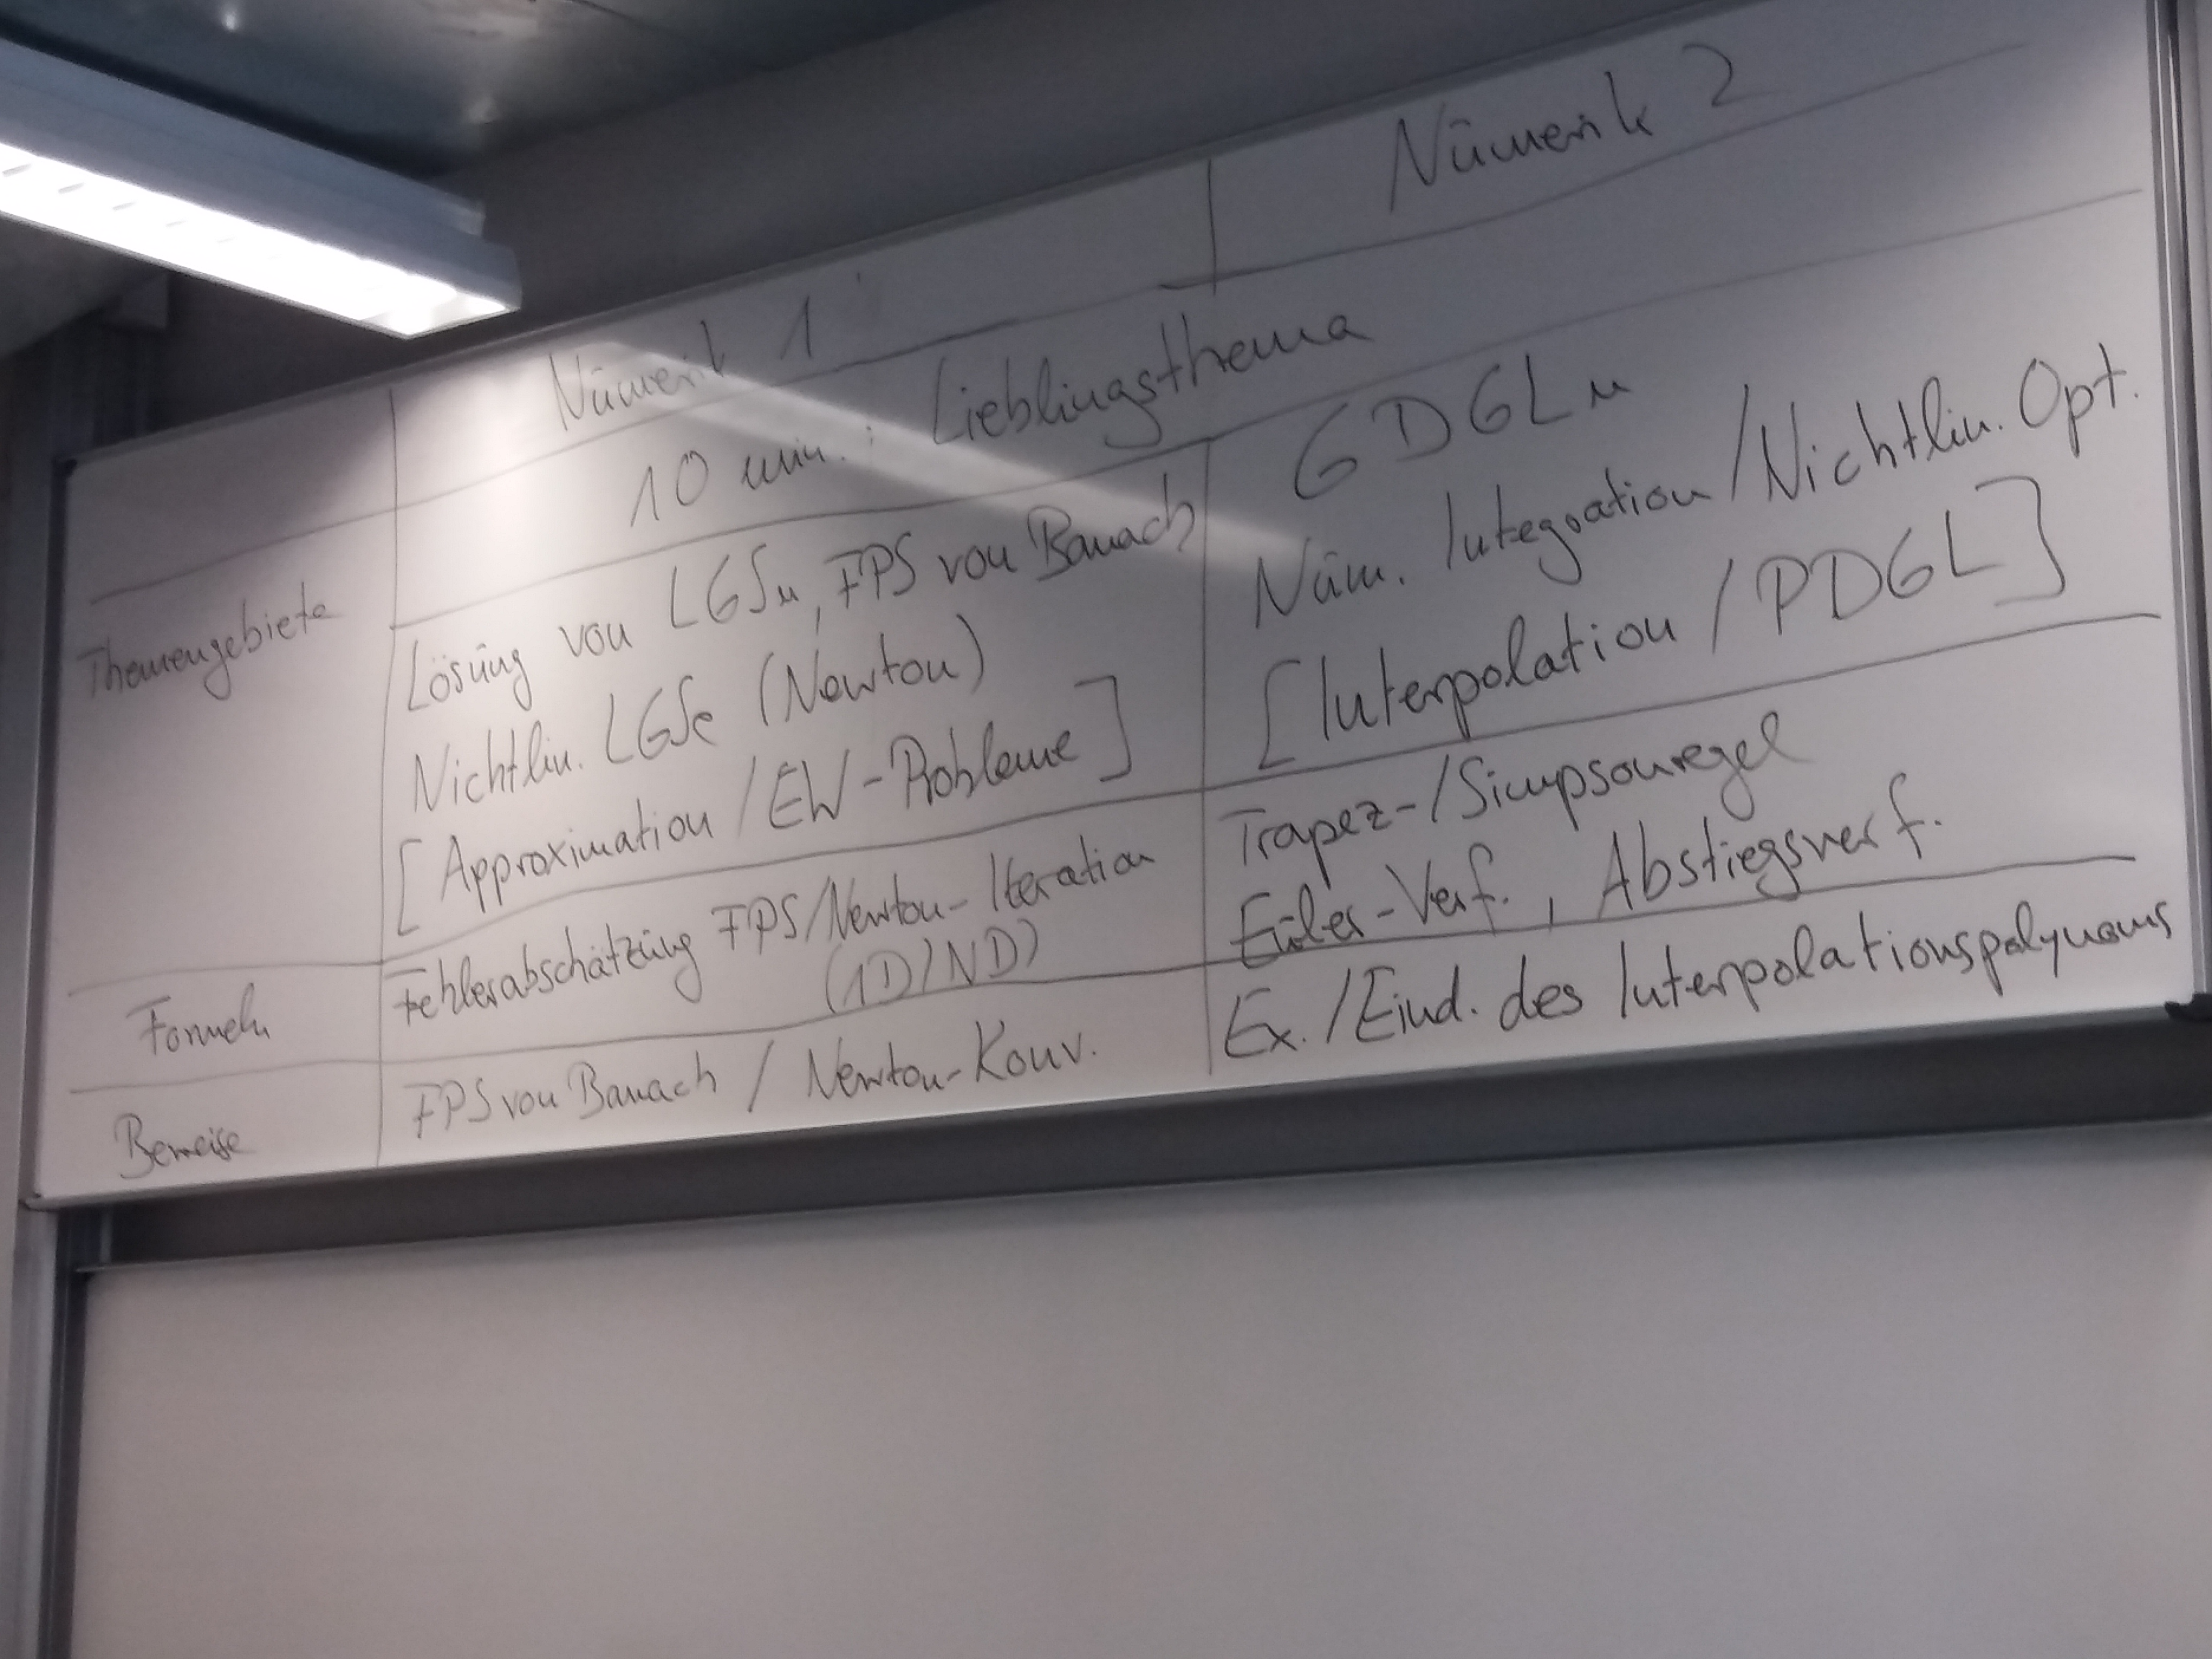 Numerik 1
Numerik 2
10 min.: Lieblingsthema
Themengebiete
Lösung von LGSn, FPS von Banach
Nichtlin. LGSe (Newton)
[Approximation / EW-Probleme]
GDGLn
Num. Integration / Nichtlin. Opt.
[Interpolation / PDGL]
Formeln
Fehlerabschätzung FPS/Newton-Iteration
(1D/ND)
Trapez-/Simpsonregel
Euler-Verf., Abstiegsverf.
Beweise
FPS von Banach / Newton-Konv.
Ex./Eind. des Interpolationspolynoms